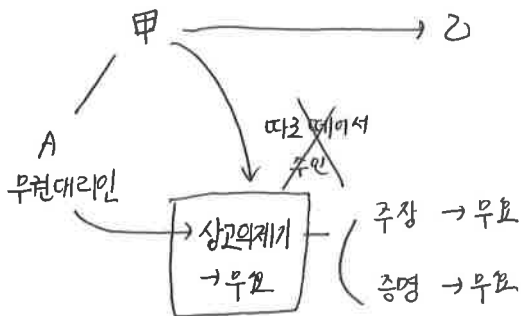 甲 → 乙
A
무권대리인
따로 떼어서
추인
상고의제기
→ 무효
주장 → 무효
증명 → 무효